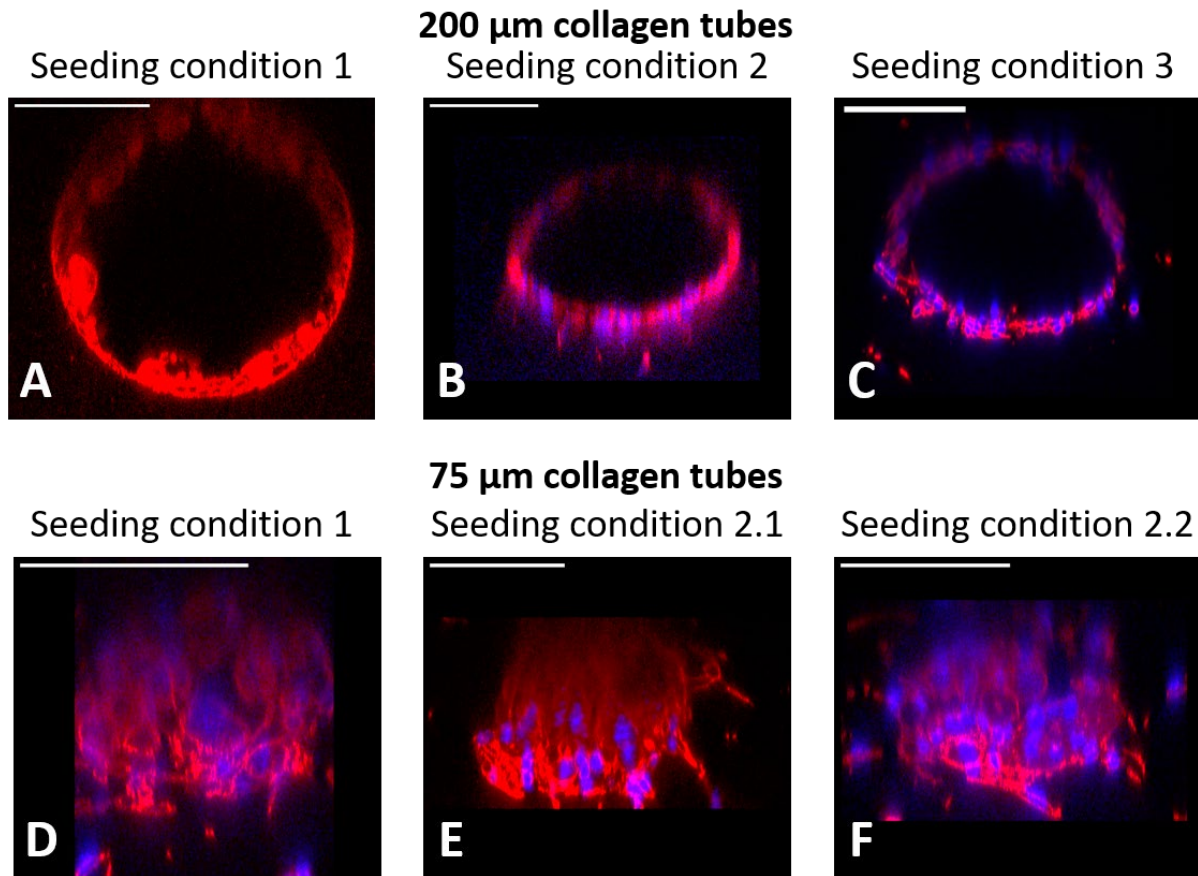 200 µm collagen tubes
Seeding condition 1
Seeding condition 2
Seeding condition 3
A
B
C
75 µm collagen tubes
Seeding condition 1
Seeding condition 2.1
Seeding condition 2.2
D
E
F